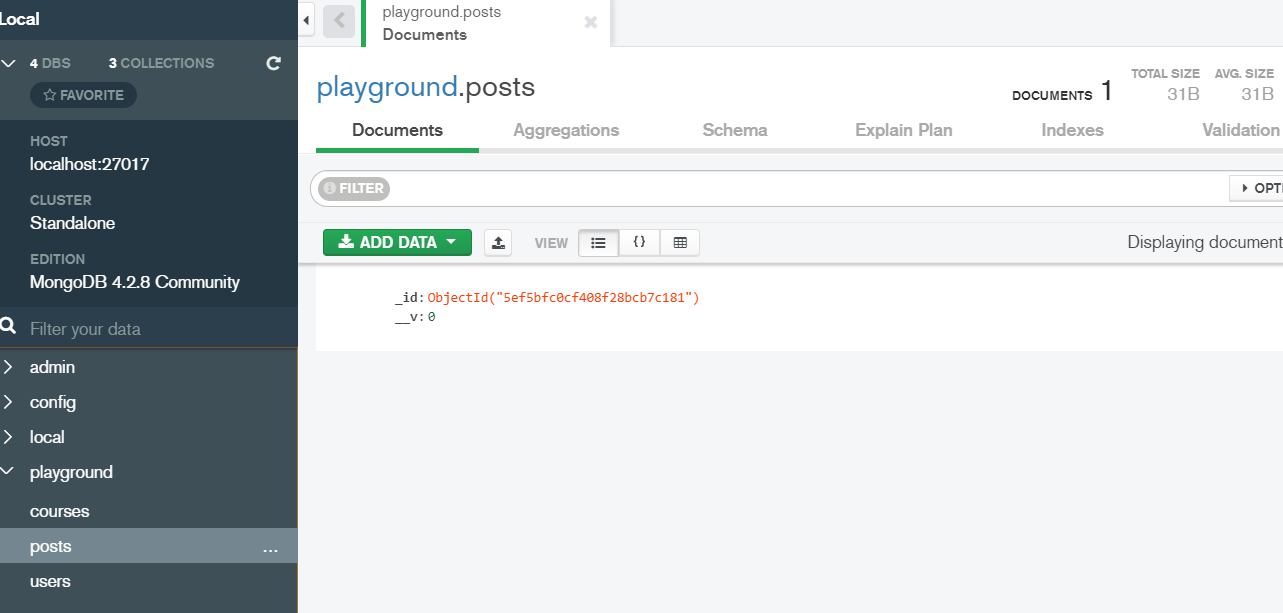 Local
4 DBS 3 COLLECTIONS
FAVORITE
HOST
localhost:27017
CLUSTER
Standalone
EDITION
MongoDB 4.2.8 Community
Filter your data
admin
config
local
playground
courses
posts ...
users
playground.posts
Documents
playground.posts
DOCUMENTS 1 TOTAL SIZE 31B AVG. SIZE 31B
Documents Aggregations Schema Explain Plan Indexes Validation
FILTER OPTI
ADD DATA VIEW {} Displaying document
_id: ObjectId("5ef5bfc0cf408f28bcb7c181")
__v: 0